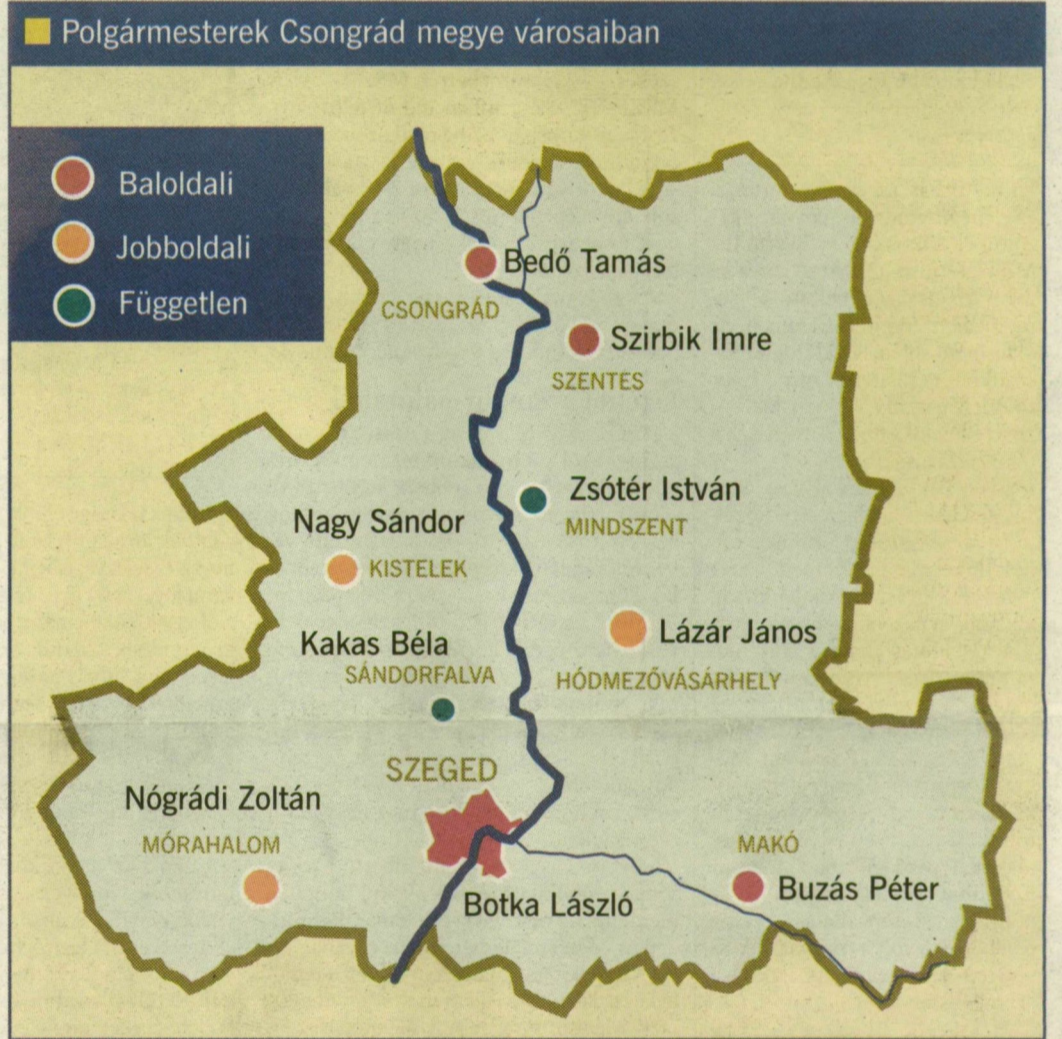 Polgármesterek Csongrád megye városaiban
Baloldali
Jobboldali
Független
Bedő Tamás
CSONGRÁD
Szirbik Imre
SZENTES
Zsótér István
MINDSZENT
Nagy Sándor
KISTELEK
Lázár János
HÓDMEZŐVÁSÁRHELY
Kakas Béla
SÁNDORFALVA
SZEGED
Botka László
Nógrádi Zoltán
MÓRAHALOM
MAKÓ
Buzás Péter